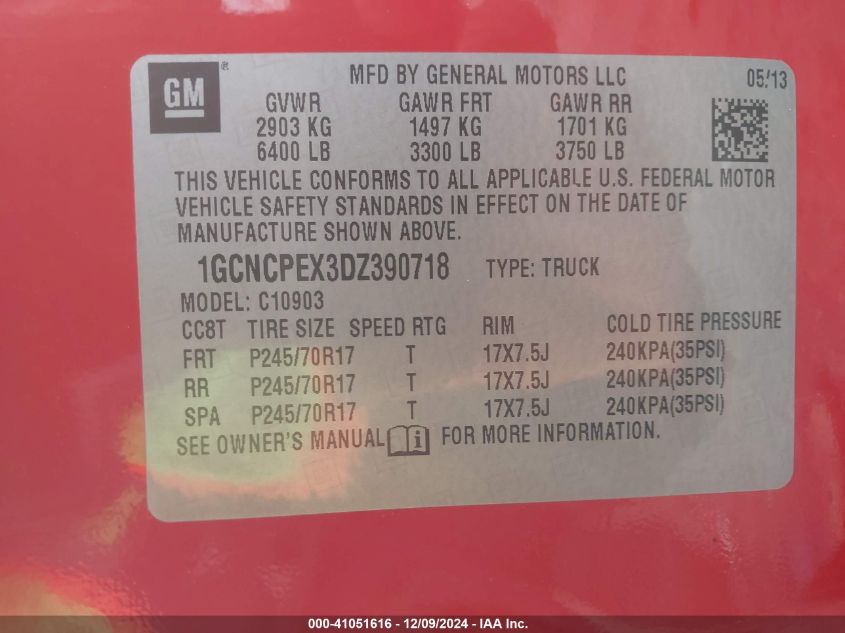 GM®
MFD BY GENERAL MOTORS LLC 05/13
GVWR GAWR FRT GAWR RR
2903 KG 1497 KG 1701 KG
6400 LB 3300 LB 3750 LB
THIS VEHICLE CONFORMS TO ALL APPLICABLE U.S. FEDERAL MOTOR
VEHICLE SAFETY STANDARDS IN EFFECT ON THE DATE OF
MANUFACTURE SHOWN ABOVE.
1GCNCPEX3DZ390718 TYPE: TRUCK
MODEL: C10903
CC8T TIRE SIZE SPEED RTG RIM COLD TIRE PRESSURE
FRT P245/70R17 T 17X7.5J 240KPA(35PSI)
RR P245/70R17 T 17X7.5J 240KPA(35PSI)
SPA P245/70R17 T 17X7.5J 240KPA(35PSI)
SEE OWNER'S MANUAL FOR MORE INFORMATION.
000-41051616 - 12/09/2024 - IAA Inc.